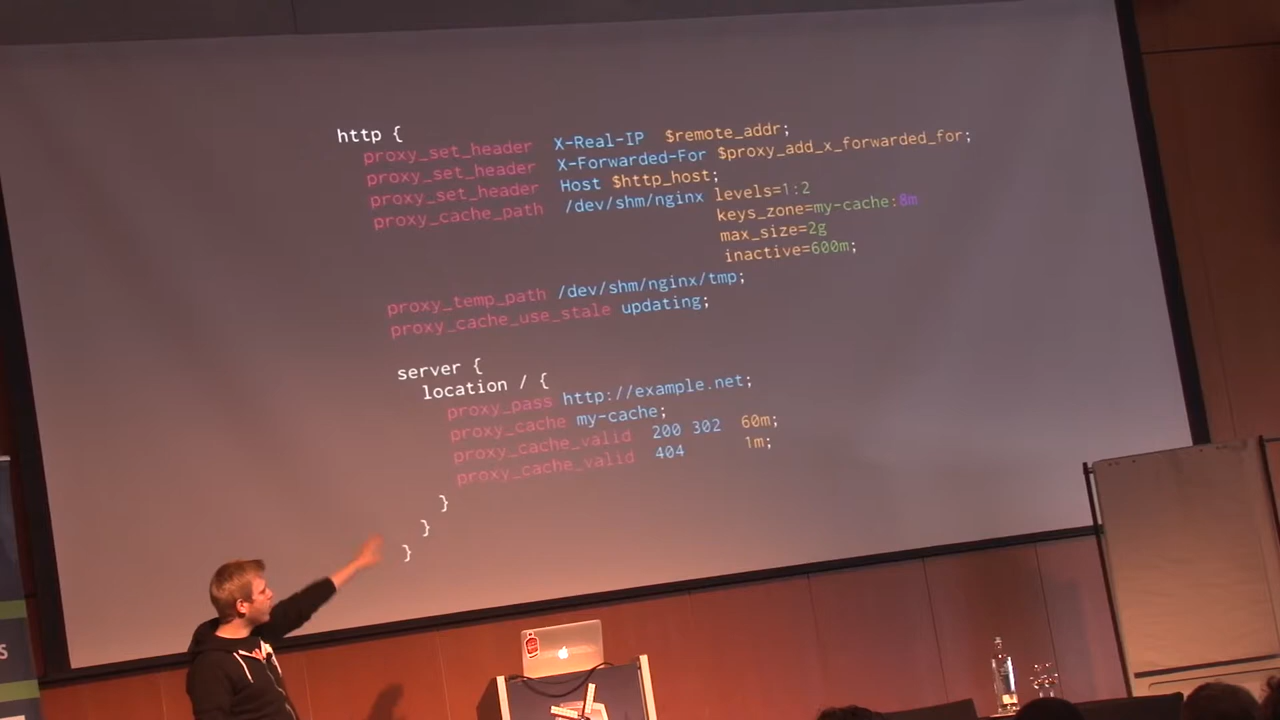 http {
proxy_set_header X-Real-IP $remote_addr;
proxy_set_header X-Forwarded-For $proxy_add_x_forwarded_for;
proxy_set_header Host $http_host;
proxy_cache_path /dev/shm/nginx levels=1:2
keys_zone=my-cache:8m
max_size=2g
inactive=600m;
proxy_temp_path /dev/shm/nginx/tmp;
proxy_cache_use_stale updating;
server {
location / {
proxy_pass http://example.net;
proxy_cache my-cache;
proxy_cache_valid 200 302 60m;
proxy_cache_valid 404 1m;
}
}
}